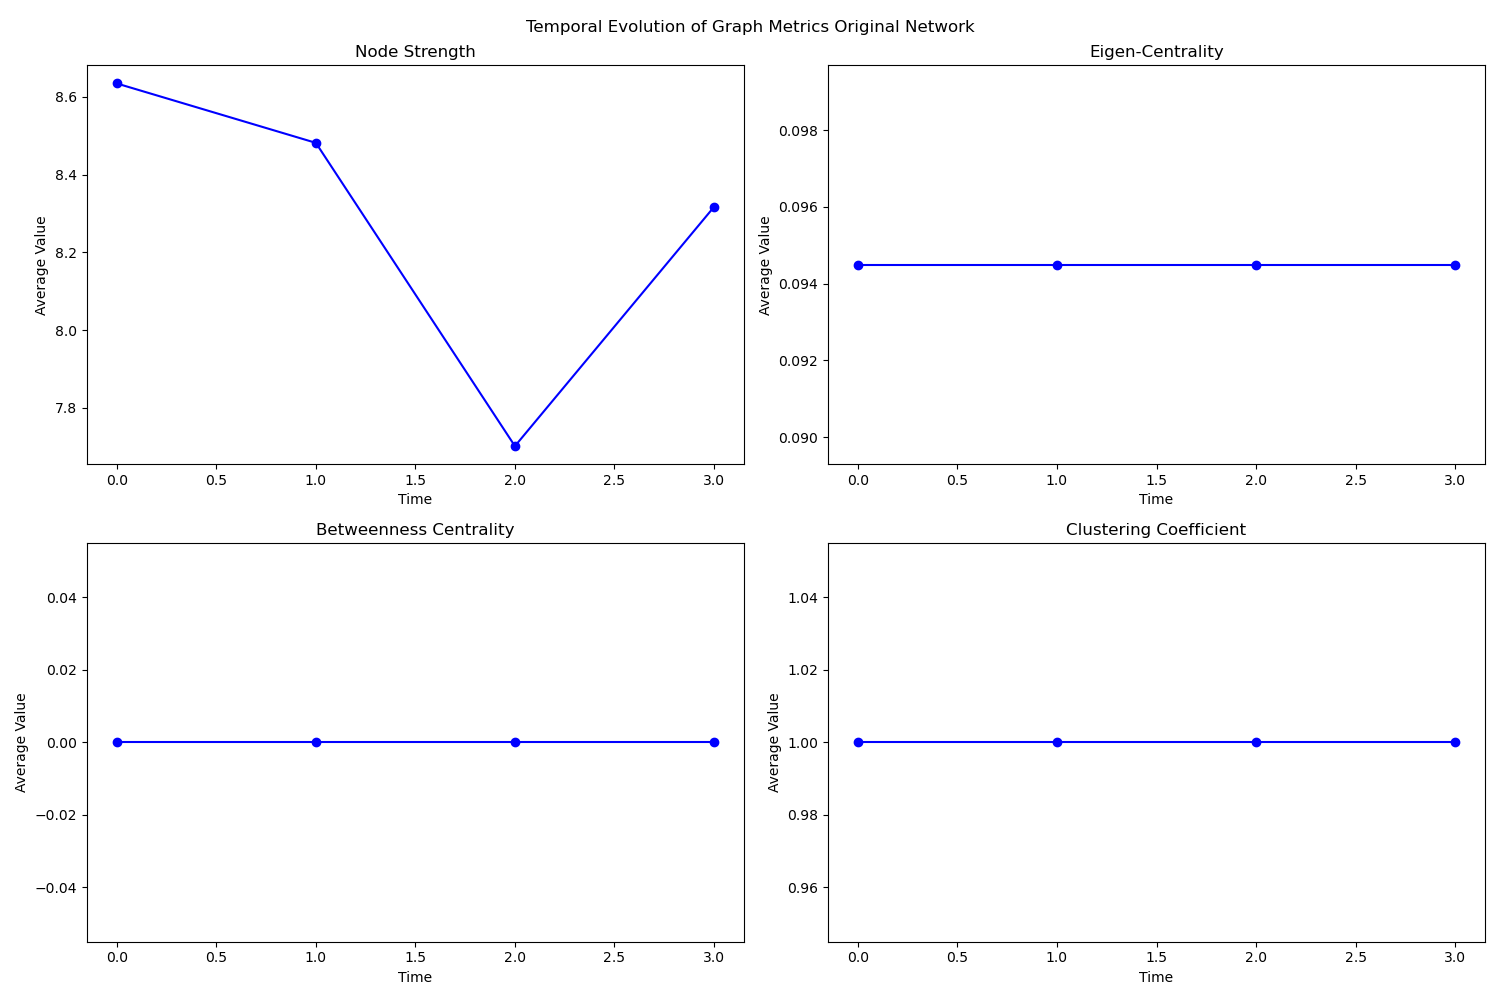 Temporal Evolution of Graph Metrics Original Network
Node Strength
8.6
8.4
8.2
8.0
7.8
Average Value
0.0 0.5 1.0 1.5 2.0 2.5 3.0
Time
Eigen-Centrality
0.098
0.096
0.094
0.092
0.090
Average Value
0.0 0.5 1.0 1.5 2.0 2.5 3.0
Time
Betweenness Centrality
0.04
0.02
0.00
−0.02
−0.04
Average Value
0.0 0.5 1.0 1.5 2.0 2.5 3.0
Time
Clustering Coefficient
1.04
1.02
1.00
0.98
0.96
Average Value
0.0 0.5 1.0 1.5 2.0 2.5 3.0
Time